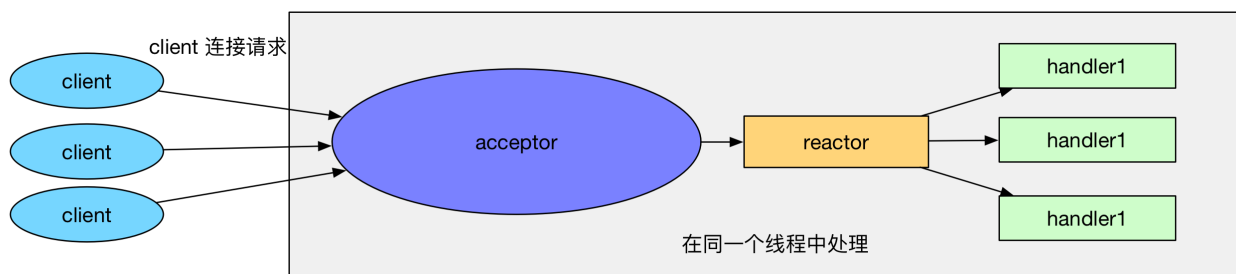 client 连接请求
client
client
client
acceptor
reactor
handler1
handler1
handler1
在同一个线程中处理